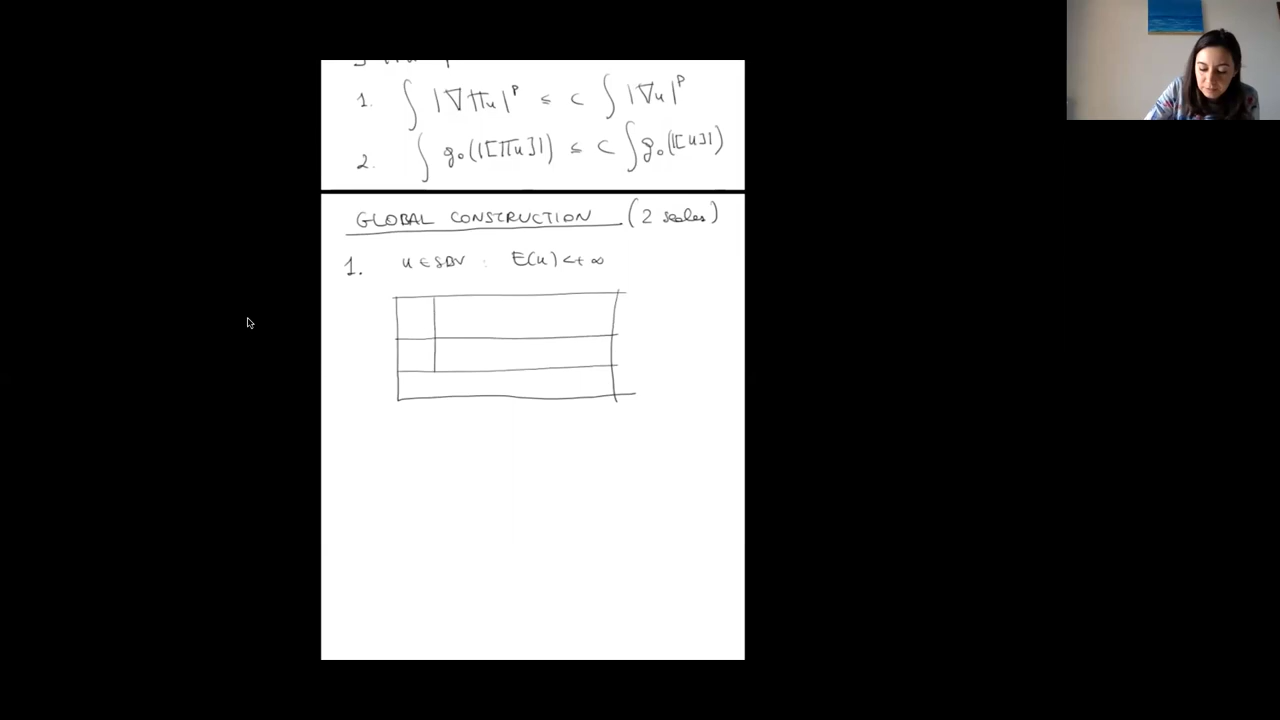 1. ∫ |∇Πu|^p ≤ c ∫ |∇u|^p
2. ∫ g₀(|[Πu]|) ≤ C ∫ g₀(|[u]|)
GLOBAL CONSTRUCTION (2 scales)
1. u ∈ SBV : E(u) < +∞